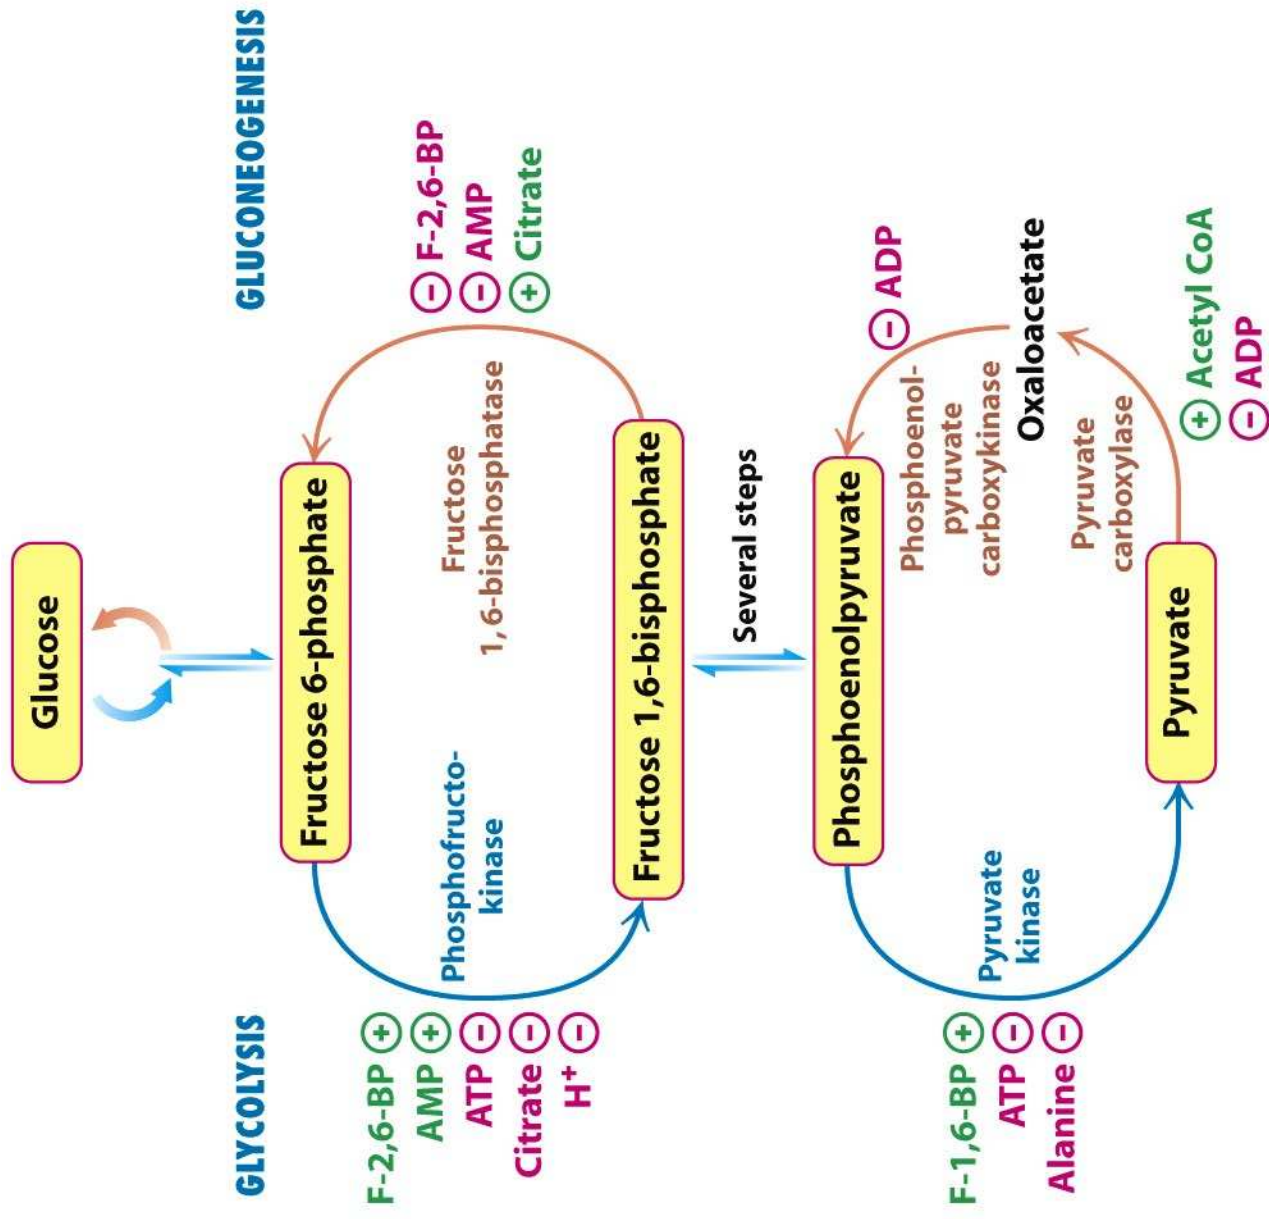 Glucose
GLYCOLYSIS
GLUCONEOGENESIS
Fructose 6-phosphate
F-2,6-BP +
AMP +
ATP −
Citrate −
H⁺ −
Phosphofructo-
kinase
Fructose
1,6-bisphosphatase
− F-2,6-BP
− AMP
+ Citrate
Fructose 1,6-bisphosphate
Several steps
Phosphoenolpyruvate
F-1,6-BP +
ATP −
Alanine −
Pyruvate
kinase
Phosphoenol-
pyruvate
carboxykinase
− ADP
Oxaloacetate
Pyruvate
carboxylase
Pyruvate
+ Acetyl CoA
− ADP